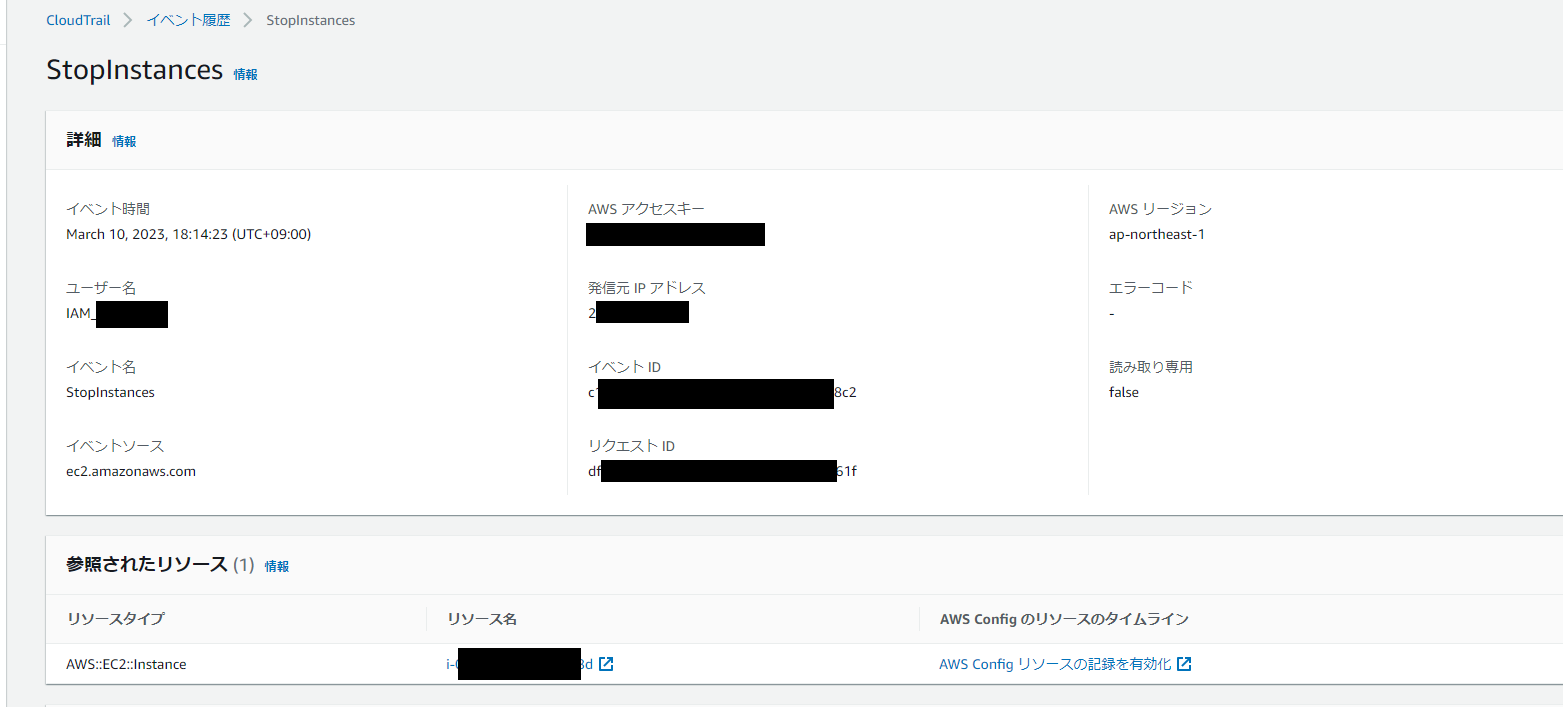 CloudTrail > イベント履歴 > StopInstances
StopInstances 情報
詳細 情報
イベント時間
March 10, 2023, 18:14:23 (UTC+09:00)
ユーザー名
IAM_
イベント名
StopInstances
イベントソース
ec2.amazonaws.com
AWS アクセスキー
発信元 IP アドレス
2
イベント ID
c1 8c2
リクエスト ID
df 61f
AWS リージョン
ap-northeast-1
エラーコード
-
読み取り専用
false
参照されたリソース (1) 情報
リソースタイプ リソース名 AWS Config のリソースのタイムライン
AWS::EC2::Instance i-0 3d AWS Config リソースの記録を有効化